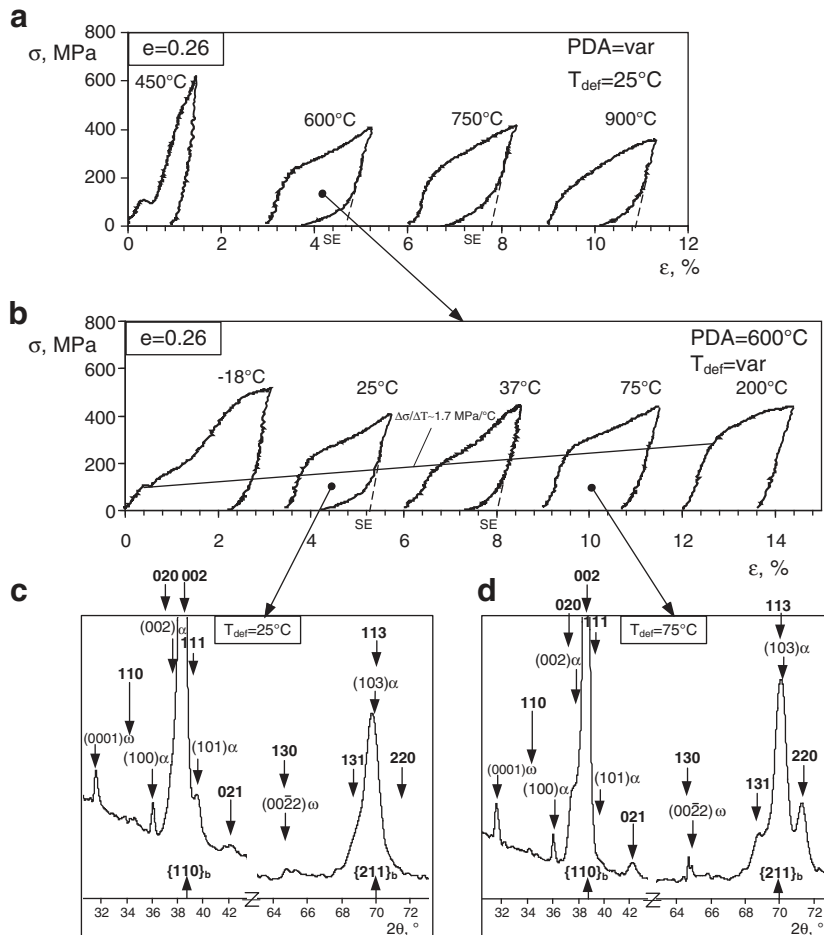 a
800
σ, MPa
e=0.26
PDA=var
T_def=25°C
600
450°C
600°C
750°C
900°C
400
200
0
SE
SE
0 2 4 6 8 10 12
ε, %
b
800
σ, MPa
e=0.26
PDA=600°C
T_def=var
600
-18°C
25°C
37°C
75°C
200°C
400
Δσ/ΔT~1.7 MPa/°C
200
0
SE
SE
0 2 4 6 8 10 12 14
ε, %
c
020 002
T_def=25°C
(002)α
111
113
110
(103)α
(0001)ω
(100)α
(101)α
130
131
220
021
(002̄2)ω
{110}b
{211}b
32 34 36 38 40 42 64 66 68 70 72
2θ, °
d
002
020
T_def=75°C
111
113
(002)α
(103)α
110
130
(0001)ω
(100)α
(101)α
131
220
021
(002̄2)ω
{110}b
{211}b
32 34 36 38 40 42 64 66 68 70 72
2θ, °